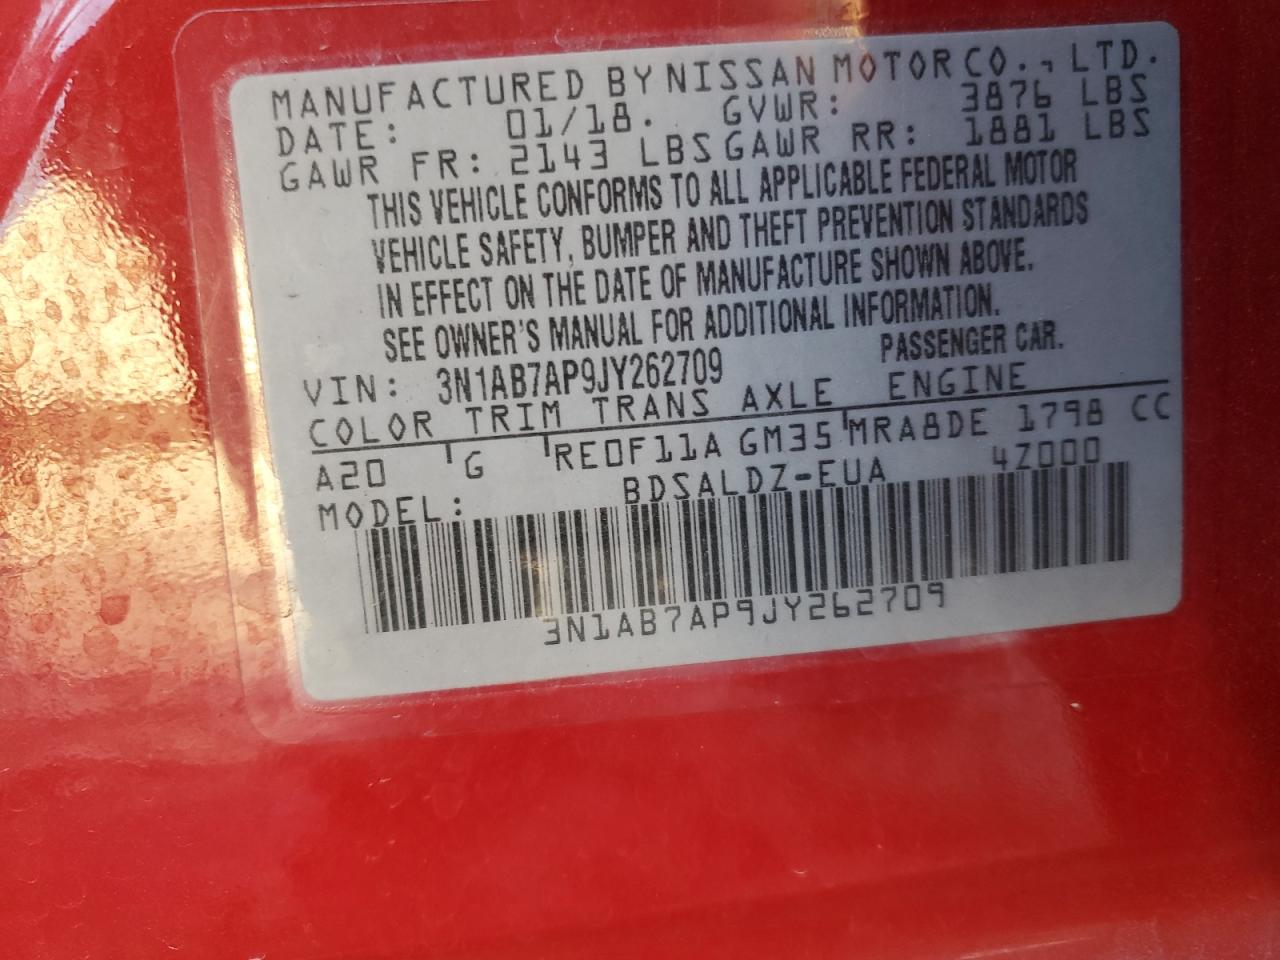 MANUFACTURED BY NISSAN MOTOR CO., LTD.
DATE: 01/18. GVWR: 3876 LBS
GAWR FR: 2143 LBS GAWR RR: 1881 LBS
THIS VEHICLE CONFORMS TO ALL APPLICABLE FEDERAL MOTOR
VEHICLE SAFETY, BUMPER AND THEFT PREVENTION STANDARDS
IN EFFECT ON THE DATE OF MANUFACTURE SHOWN ABOVE.
SEE OWNER'S MANUAL FOR ADDITIONAL INFORMATION.
VIN: 3N1AB7AP9JY262709 PASSENGER CAR.
COLOR TRIM TRANS AXLE ENGINE
A20 G RE0F11A GM35 MRA8DE 1798 CC
MODEL: BDSALDZ-EUA 4Z000
3N1AB7AP9JY262709